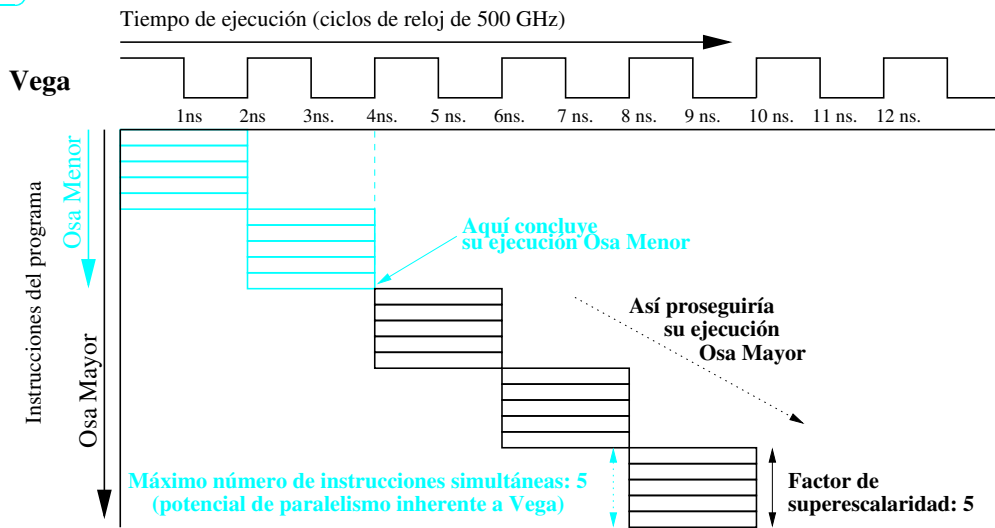 Tiempo de ejecución (ciclos de reloj de 500 GHz)
Vega
1ns 2ns 3ns. 4ns. 5 ns. 6ns. 7 ns. 8 ns. 9 ns. 10 ns. 11 ns. 12 ns.
Instrucciones del programa
Osa Menor
Osa Mayor
Aquí concluye
su ejecución Osa Menor
Así proseguiría
su ejecución
Osa Mayor
Máximo número de instrucciones simultáneas: 5
(potencial de paralelismo inherente a Vega)
Factor de
superescalaridad: 5